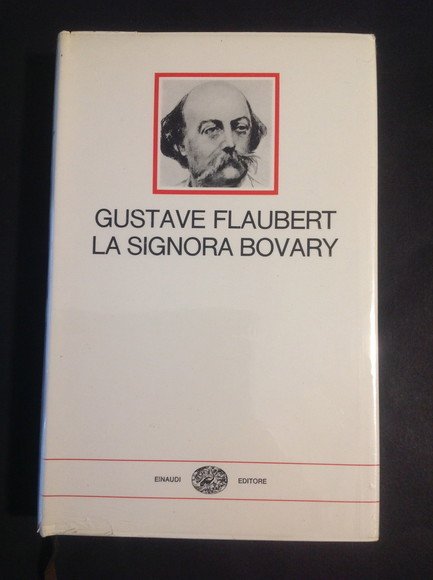 GUSTAVE FLAUBERT
LA SIGNORA BOVARY
EINAUDI EDITORE